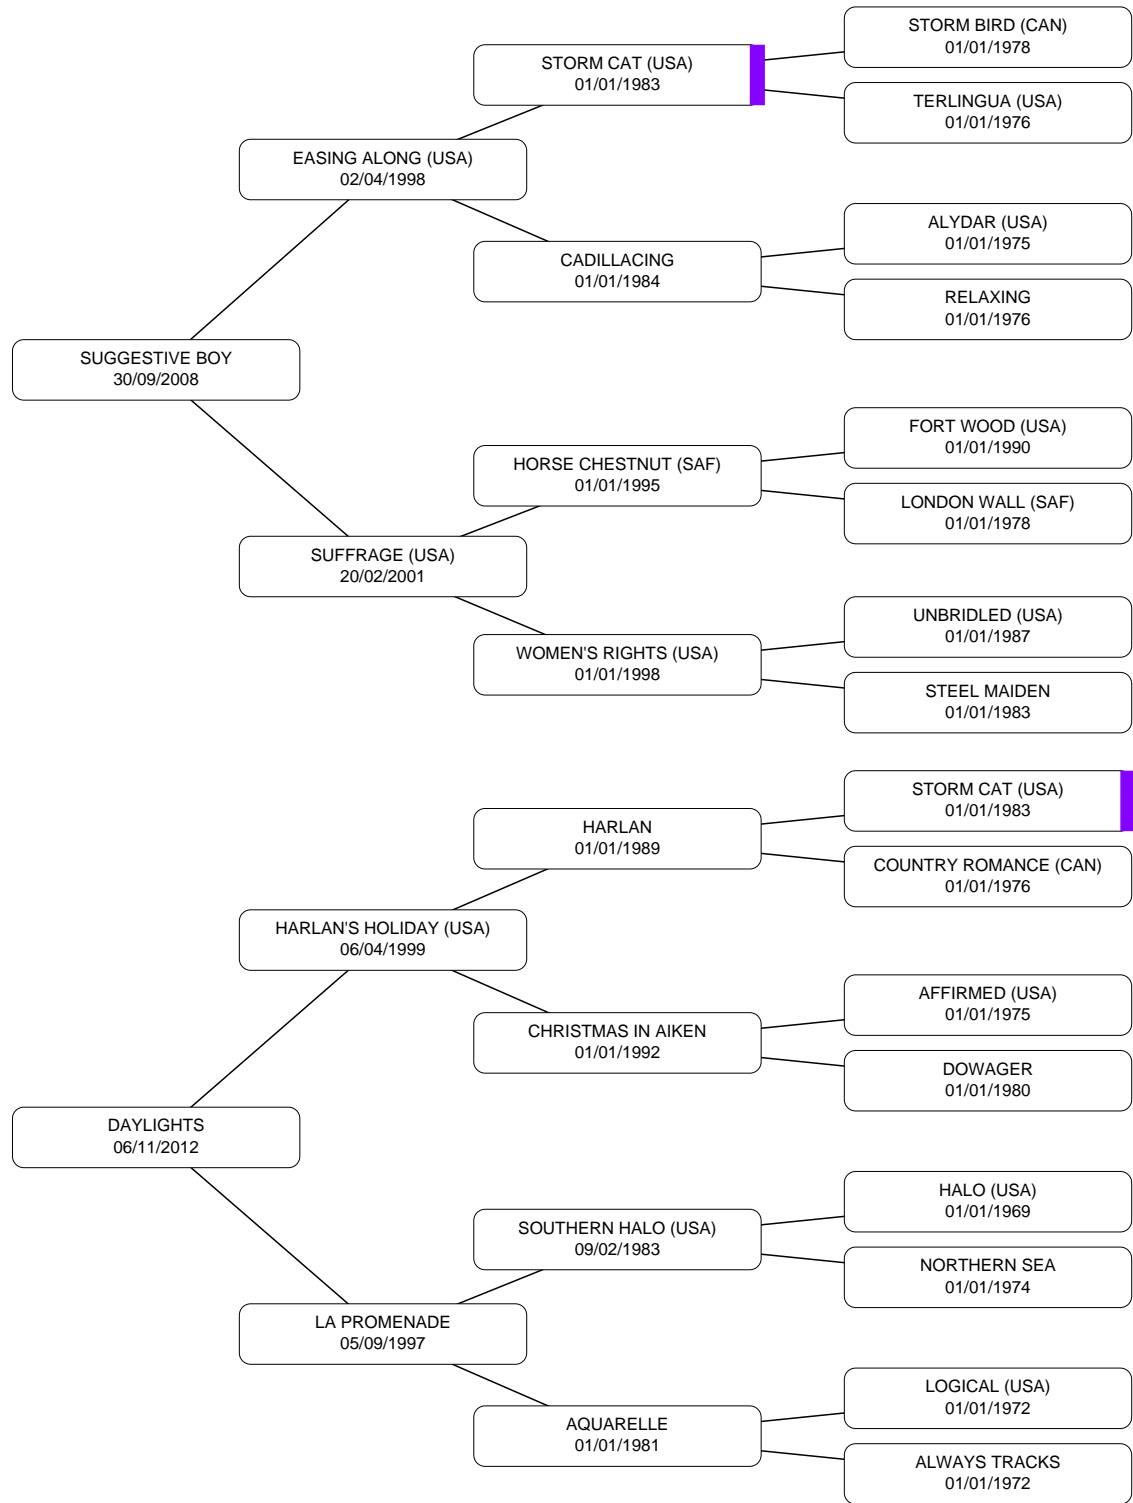 STORM BIRD (CAN)
01/01/1978
STORM CAT (USA)
01/01/1983
TERLINGUA (USA)
01/01/1976
EASING ALONG (USA)
02/04/1998
ALYDAR (USA)
01/01/1975
CADILLACING
01/01/1984
RELAXING
01/01/1976
SUGGESTIVE BOY
30/09/2008
FORT WOOD (USA)
01/01/1990
HORSE CHESTNUT (SAF)
01/01/1995
LONDON WALL (SAF)
01/01/1978
SUFFRAGE (USA)
20/02/2001
UNBRIDLED (USA)
01/01/1987
WOMEN'S RIGHTS (USA)
01/01/1998
STEEL MAIDEN
01/01/1983
STORM CAT (USA)
01/01/1983
HARLAN
01/01/1989
COUNTRY ROMANCE (CAN)
01/01/1976
HARLAN'S HOLIDAY (USA)
06/04/1999
AFFIRMED (USA)
01/01/1975
CHRISTMAS IN AIKEN
01/01/1992
DOWAGER
01/01/1980
DAYLIGHTS
06/11/2012
HALO (USA)
01/01/1969
SOUTHERN HALO (USA)
09/02/1983
NORTHERN SEA
01/01/1974
LA PROMENADE
05/09/1997
LOGICAL (USA)
01/01/1972
AQUARELLE
01/01/1981
ALWAYS TRACKS
01/01/1972